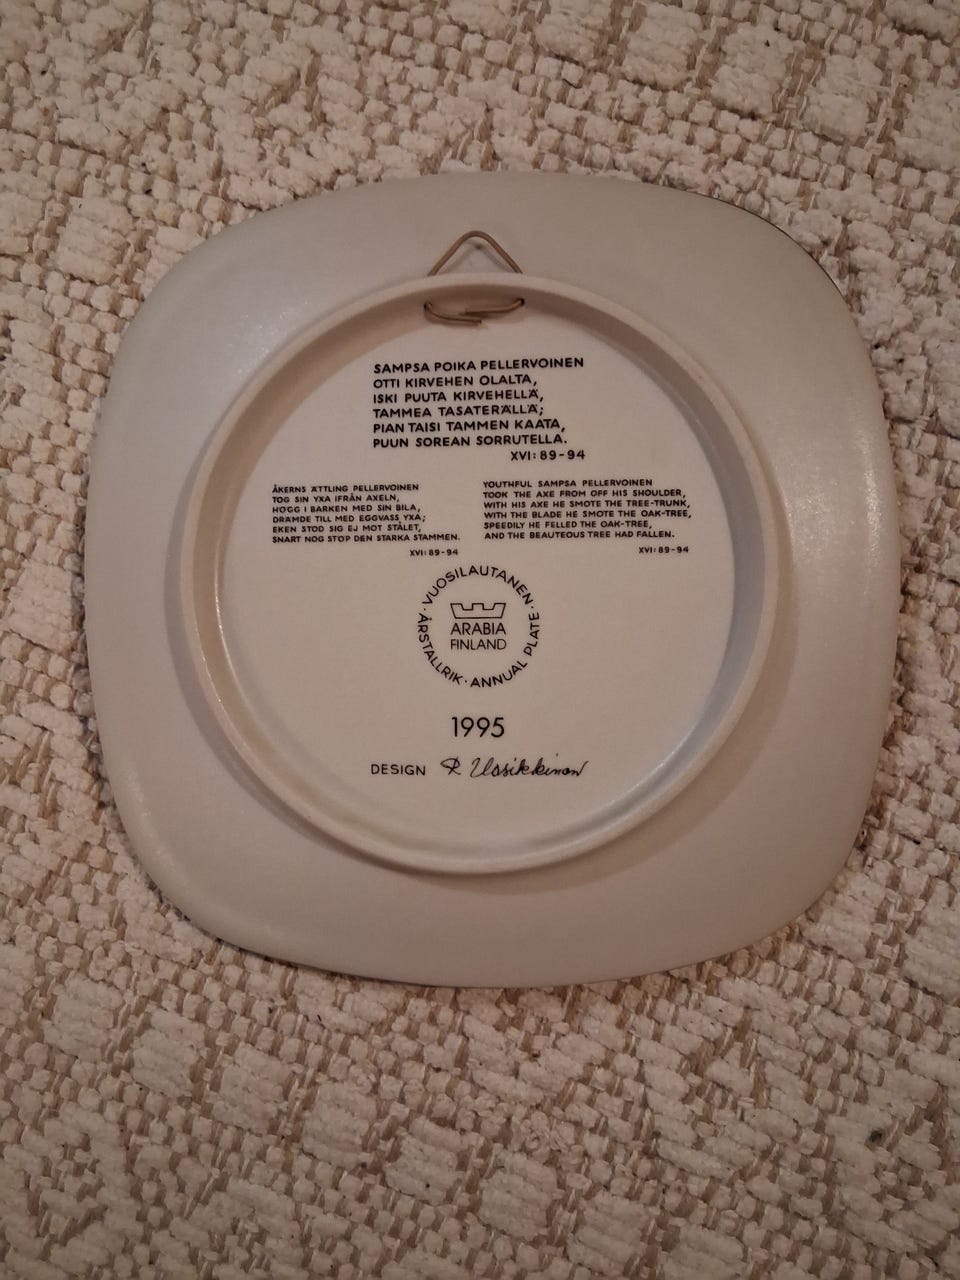 SAMPSA POIKA PELLERVOINEN
OTTI KIRVEHEN OLALTA,
ISKI PUUTA KIRVEHELLÄ,
TAMMEA TASATERÄLLÄ;
PIAN TAISI TAMMEN KAATA,
PUUN SOREAN SORRUTELLA.
XVI:89-94
ÅKERNS ÄTTLING PELLERVOINEN
TOG SIN YXA IFRÅN AXELN,
HÖGG I BARKEN MED SIN BILA,
DRÄMDE TILL MED EGGVASS YXA;
EKEN STOD SIG EJ MOT STÅLET,
SNART NOG STÖP DEN STARKA STAMMEN.
XVI:89-94
YOUTHFUL SAMPSA PELLERVOINEN
TOOK THE AXE FROM OFF HIS SHOULDER,
WITH HIS AXE HE SMOTE THE TREE-TRUNK,
WITH THE BLADE HE SMOTE THE OAK-TREE,
SPEEDILY HE FELLED THE OAK-TREE,
AND THE BEAUTEOUS TREE HAD FALLEN.
XVI:89-94
· VUOSILAUTANEN · ANNUAL PLATE · ÅRSTALLRIK
ARABIA
FINLAND
1995
DESIGN R Uosikkinen